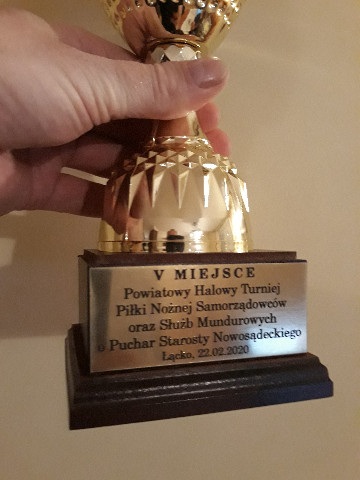 V MIEJSCE
Powiatowy Halowy Turniej
Piłki Nożnej Samorządowców
oraz Służb Mundurowych
o Puchar Starosty Nowosądeckiego
Łącko, 22.02.2020